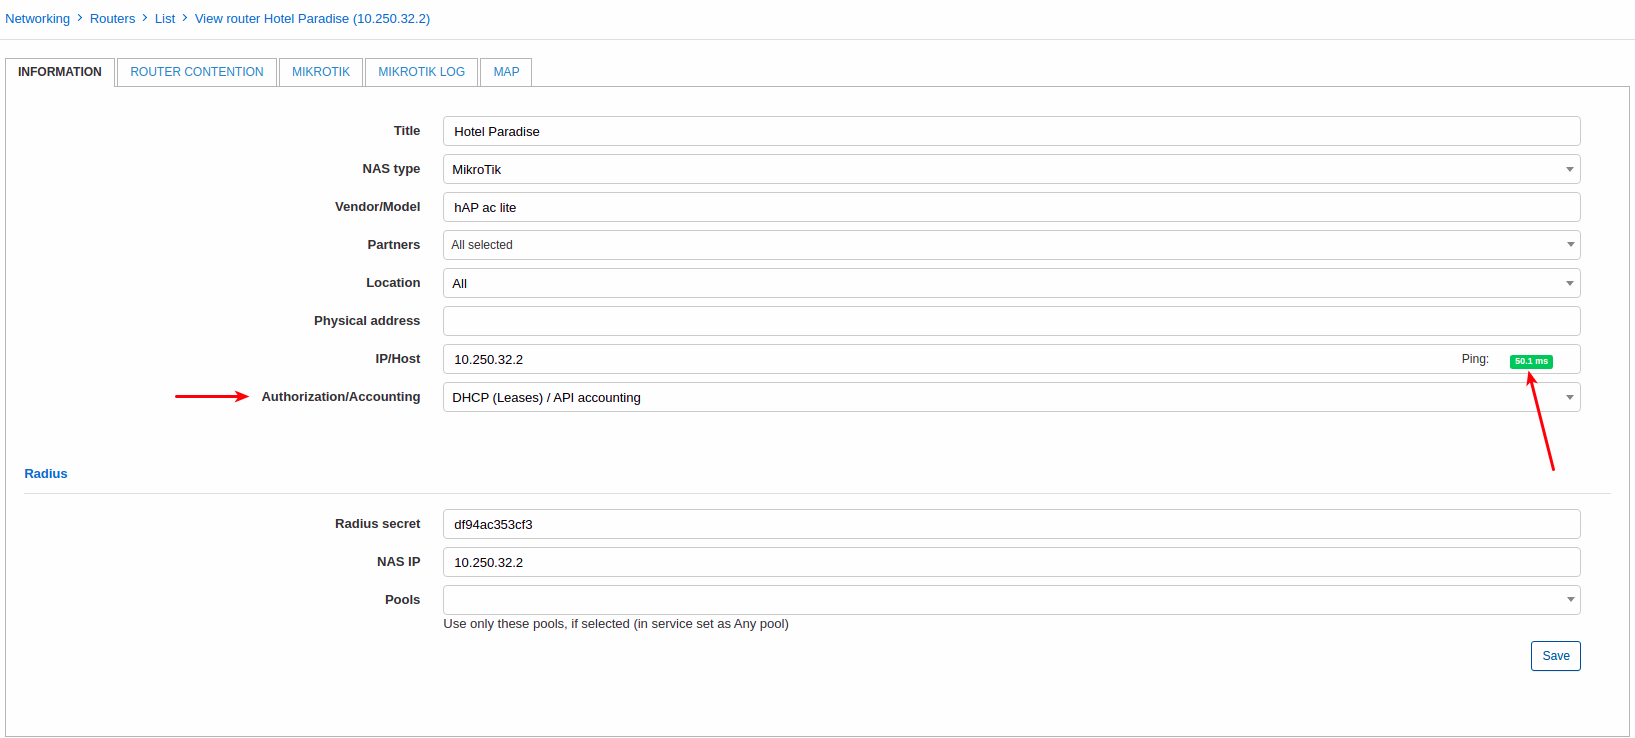 Networking > Routers > List > View router Hotel Paradise (10.250.32.2)
INFORMATION ROUTER CONTENTION MIKROTIK MIKROTIK LOG MAP
Title Hotel Paradise
NAS type MikroTik
Vendor/Model hAP ac lite
Partners All selected
Location All
Physical address
IP/Host 10.250.32.2 Ping: 50.1 ms
Authorization/Accounting DHCP (Leases) / API accounting
Radius
Radius secret df94ac353cf3
NAS IP 10.250.32.2
Pools
Use only these pools, if selected (in service set as Any pool)
Save